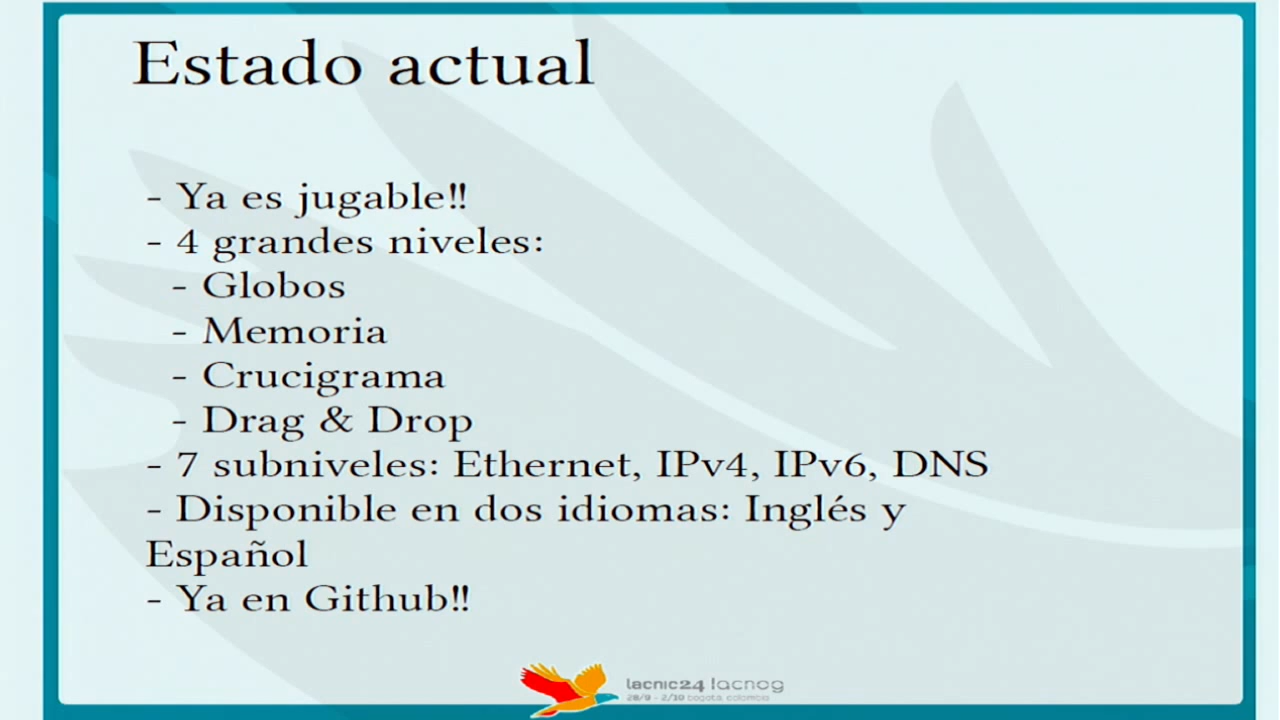 Estado actual
- Ya es jugable!!
- 4 grandes niveles:
- Globos
- Memoria
- Crucigrama
- Drag & Drop
- 7 subniveles: Ethernet, IPv4, IPv6, DNS
- Disponible en dos idiomas: Inglés y
Español
- Ya en Github!!
lacnic24 lacnog
28/9 - 2/10 bogota, colombia